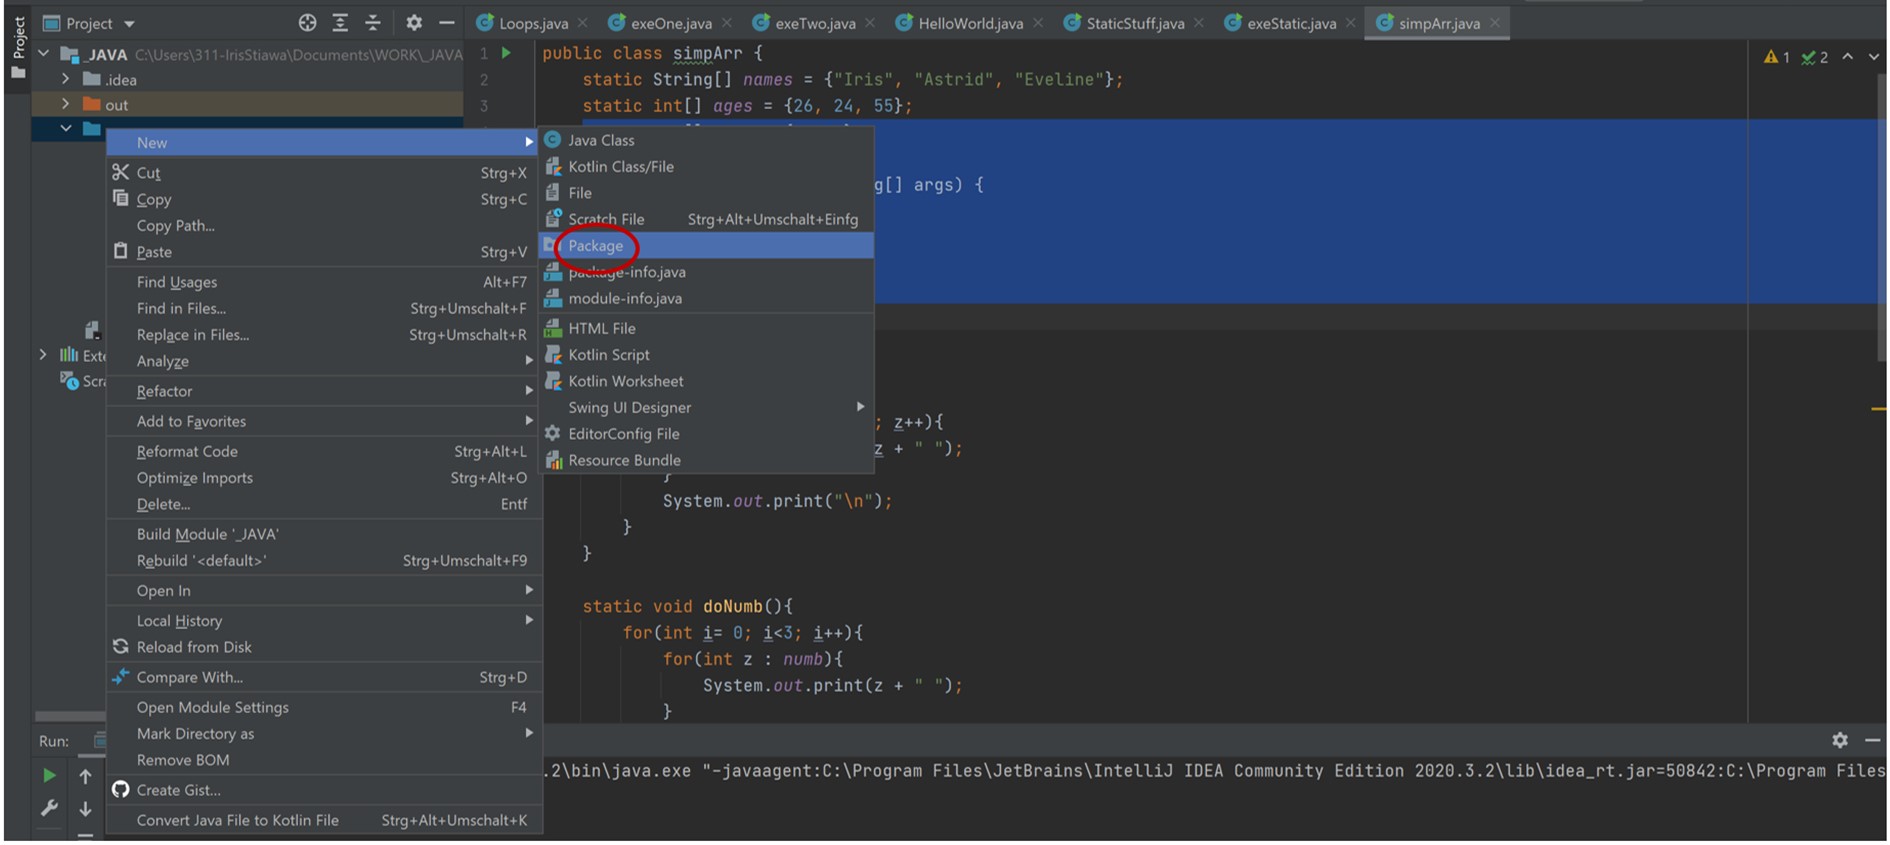 Project
Project
Loops.java
exeOne.java
exeTwo.java
HelloWorld.java
StaticStuff.java
exeStatic.java
simpArr.java
_JAVA C:\Users\311-IrisStiawa\Documents\WORK\_JAVA
.idea
out
Exte
Scra
1 public class simpArr {
2 static String[] names = {"Iris", "Astrid", "Eveline"};
3 static int[] ages = {26, 24, 55};
1 2
g[] args) {
; z++){
z + " ");
}
System.out.print("\n");
}
}
static void doNumb(){
for(int i= 0; i<3; i++){
for(int z : numb){
System.out.print(z + " ");
}
New
Cut Strg+X
Copy Strg+C
Copy Path...
Paste Strg+V
Find Usages Alt+F7
Find in Files... Strg+Umschalt+F
Replace in Files... Strg+Umschalt+R
Analyze
Refactor
Add to Favorites
Reformat Code Strg+Alt+L
Optimize Imports Strg+Alt+O
Delete... Entf
Build Module '_JAVA'
Rebuild '<default>' Strg+Umschalt+F9
Open In
Local History
Reload from Disk
Compare With... Strg+D
Open Module Settings F4
Mark Directory as
Remove BOM
Create Gist...
Convert Java File to Kotlin File Strg+Alt+Umschalt+K
Java Class
Kotlin Class/File
File
Scratch File Strg+Alt+Umschalt+Einfg
Package
package-info.java
module-info.java
HTML File
Kotlin Script
Kotlin Worksheet
Swing UI Designer
EditorConfig File
Resource Bundle
Run:
.2\bin\java.exe "-javaagent:C:\Program Files\JetBrains\IntelliJ IDEA Community Edition 2020.3.2\lib\idea_rt.jar=50842:C:\Program Files